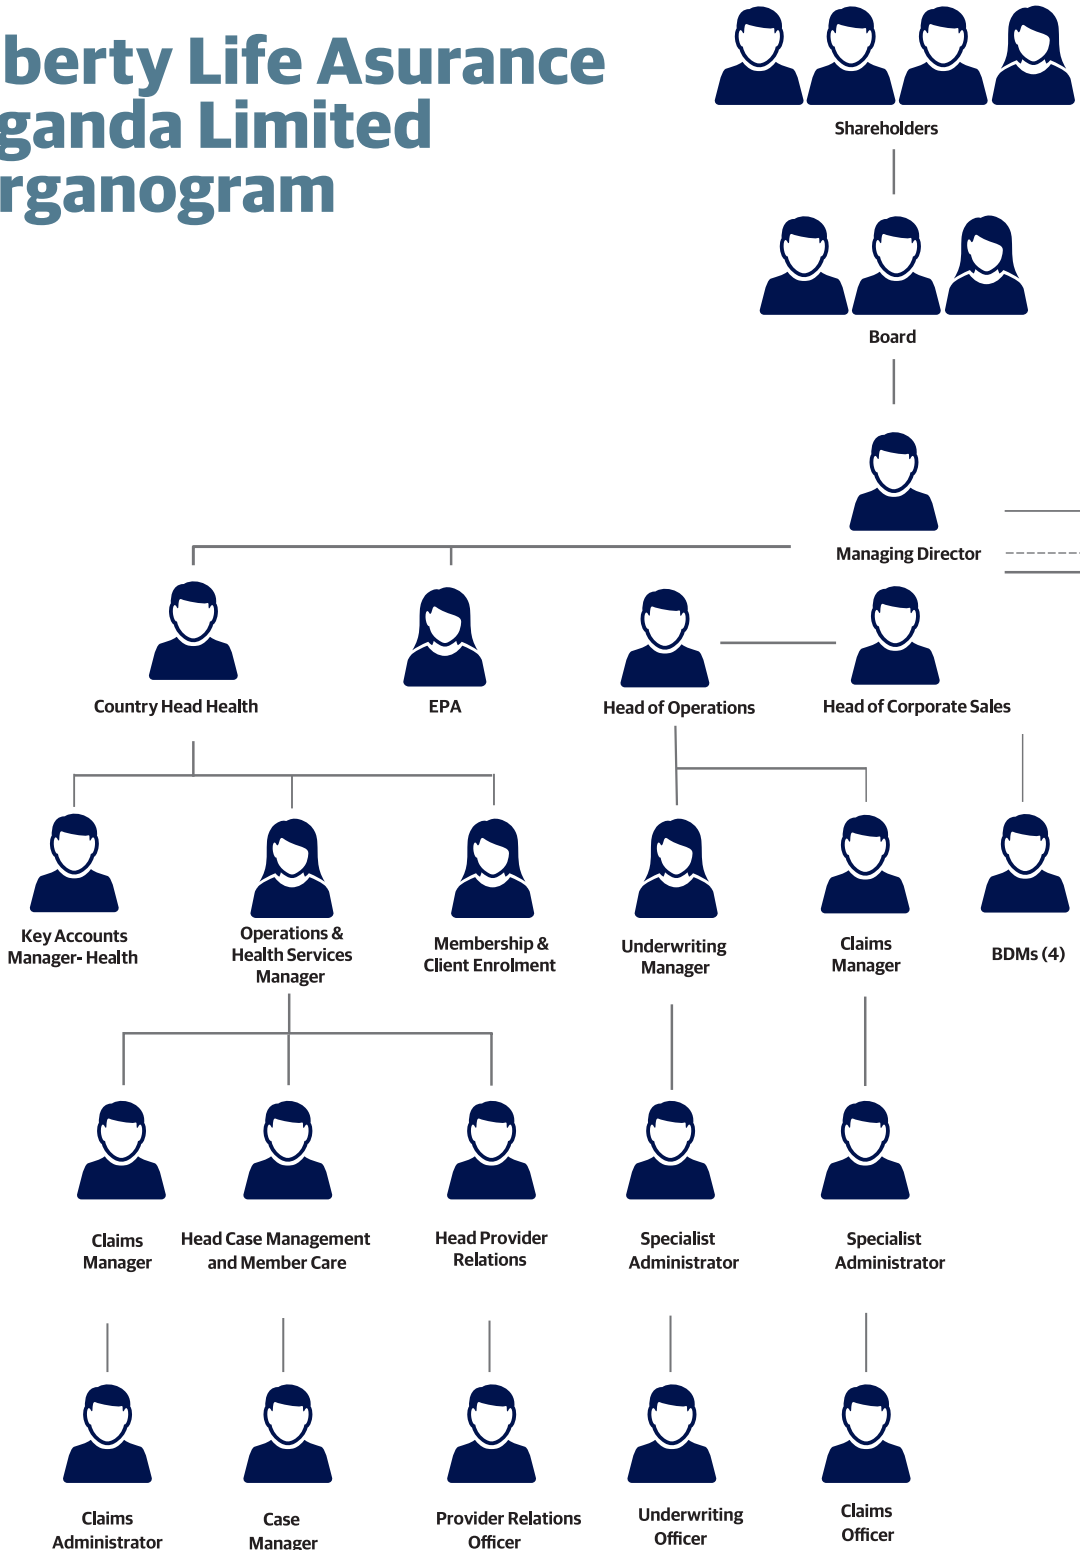 berty Life Asurance
ganda Limited
rganogram
Shareholders
Board
Managing Director
Country Head Health
EPA
Head of Operations
Head of Corporate Sales
Key Accounts
Manager- Health
Operations &
Health Services
Manager
Membership &
Client Enrolment
Underwriting
Manager
Claims
Manager
BDMs (4)
Claims
Manager
Head Case Management
and Member Care
Head Provider
Relations
Specialist
Administrator
Specialist
Administrator
Claims
Administrator
Case
Manager
Provider Relations
Officer
Underwriting
Officer
Claims
Officer